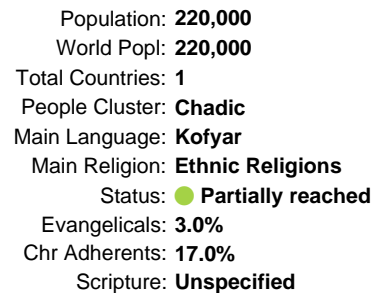 Population: 220,000
World Popl: 220,000
Total Countries: 1
People Cluster: Chadic
Main Language: Kofyar
Main Religion: Ethnic Religions
Status: Partially reached
Evangelicals: 3.0%
Chr Adherents: 17.0%
Scripture: Unspecified